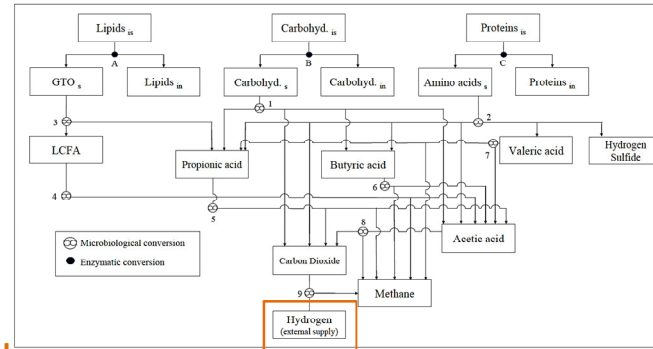 Lipids is
Carbohyd. is
Proteins is
A
B
C
GTO s
Lipids in
Carbohyd. s
Carbohyd. in
Amino acids s
Proteins in
1
2
3
LCFA
Propionic acid
Butyric acid
7
Valeric acid
Hydrogen
Sulfide
4
6
5
8
Acetic acid
Microbiological conversion
Enzymatic conversion
Carbon Dioxide
9
Methane
Hydrogen
(external supply)